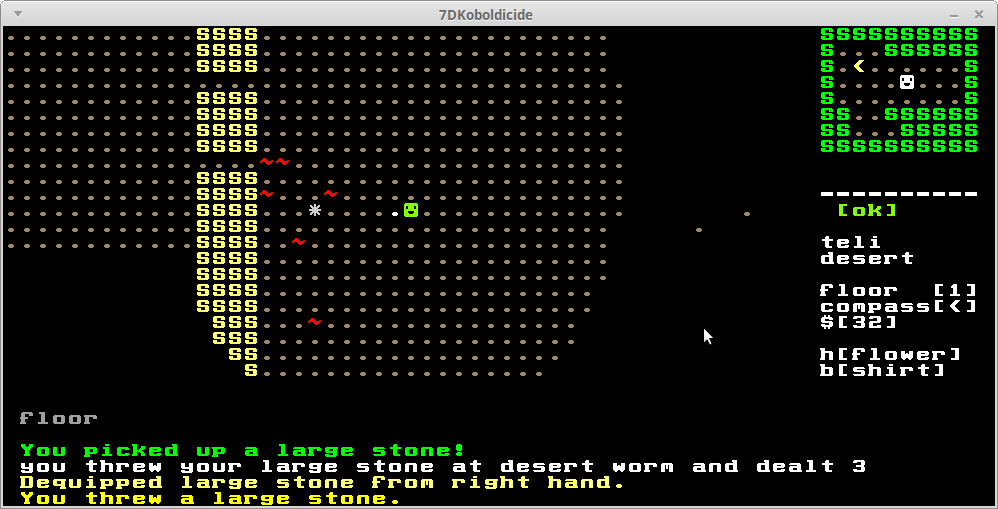 7DKoboldicide
[ok]
teli
desert
floor [1]
compass[<]
$[32]
h[flower]
b[shirt]
floor
You picked up a large stone!
you threw your large stone at desert worm and dealt 3
Dequipped large stone from right hand.
You threw a large stone.